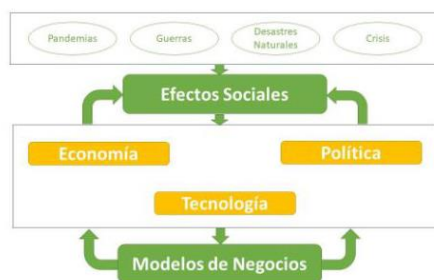 Pandemias
Guerras
Desastres
Naturales
Crisis
Efectos Sociales
Economía
Política
Tecnología
Modelos de Negocios